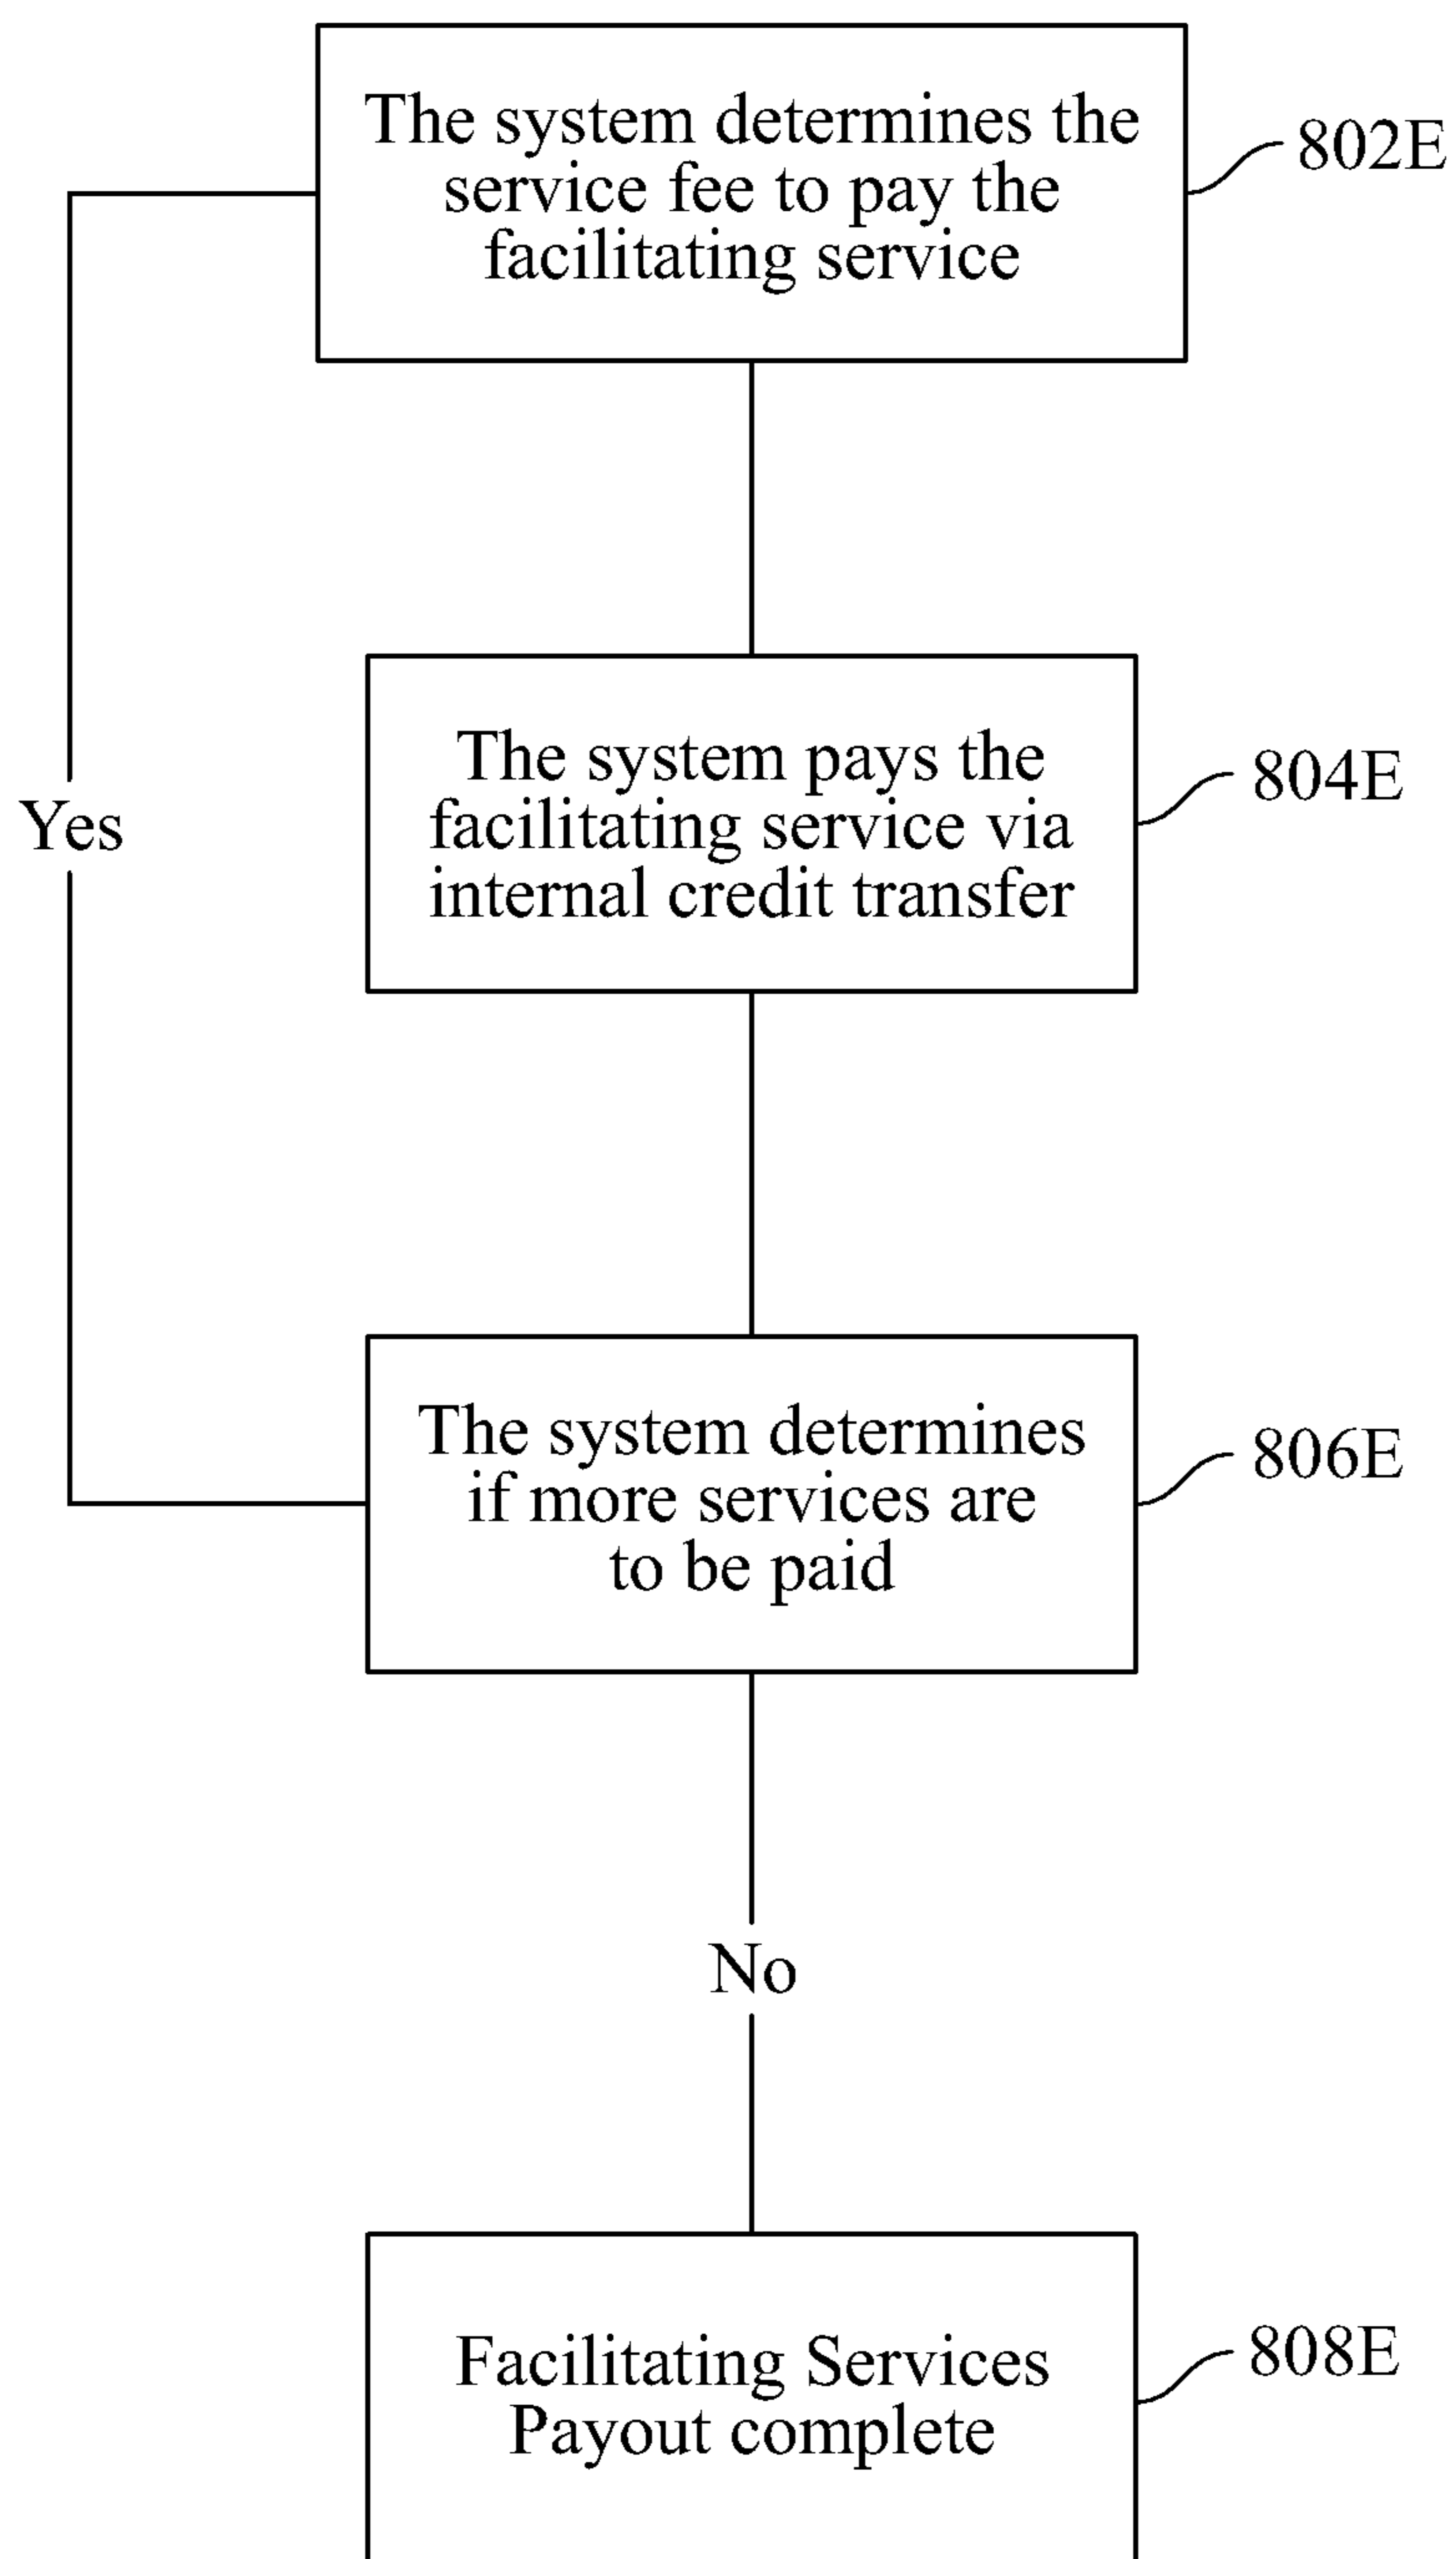 The system determines the
service fee to pay the
facilitating service
802E
The system pays the
facilitating service via
internal credit transfer
804E
Yes
The system determines
if more services are
to be paid
806E
No
Facilitating Services
Payout complete
808E